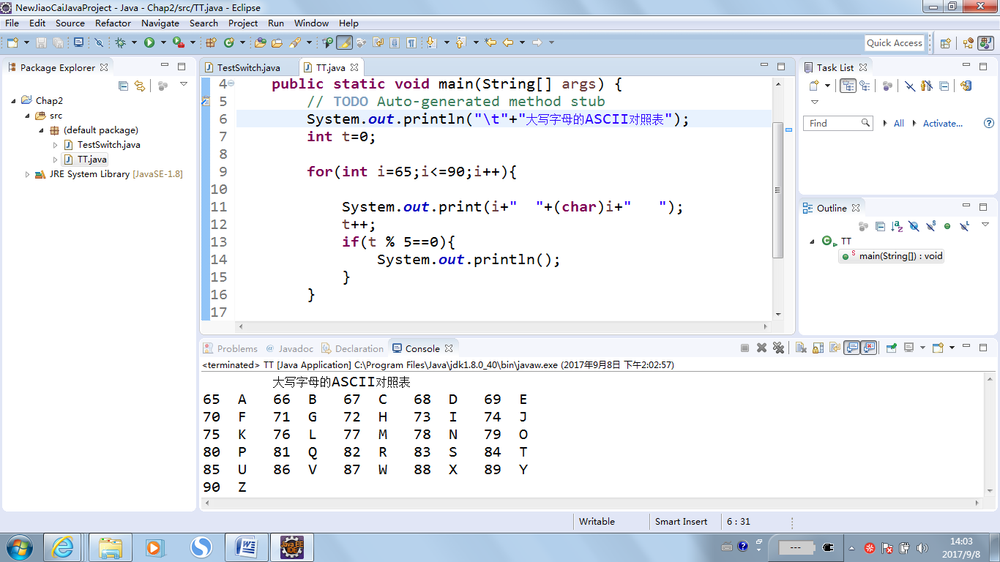 NewJiaoCaiJavaProject - Java - Chap2/src/TT.java - Eclipse
File Edit Source Refactor Navigate Search Project Run Window Help
Quick Access
Package Explorer
Chap2
src
(default package)
TestSwitch.java
TT.java
JRE System Library [JavaSE-1.8]
TestSwitch.java TT.java
4 public static void main(String[] args) {
5 // TODO Auto-generated method stub
6 System.out.println("\t"+"大写字母的ASCII对照表");
7 int t=0;
8
9 for(int i=65;i<=90;i++){
10
11 System.out.print(i+"  "+(char)i+"   ");
12 t++;
13 if(t % 5==0){
14 System.out.println();
15 }
16 }
17
Task List
Find All Activate...
Outline
TT
main(String[]) : void
Problems @ Javadoc Declaration Console
<terminated> TT [Java Application] C:\Program Files\Java\jdk1.8.0_40\bin\javaw.exe (2017年9月8日 下午2:02:57)
大写字母的ASCII对照表
65 A 66 B 67 C 68 D 69 E
70 F 71 G 72 H 73 I 74 J
75 K 76 L 77 M 78 N 79 O
80 P 81 Q 82 R 83 S 84 T
85 U 86 V 87 W 88 X 89 Y
90 Z
Writable Smart Insert 6 : 31
Java EE
IDE
14:03
2017/9/8